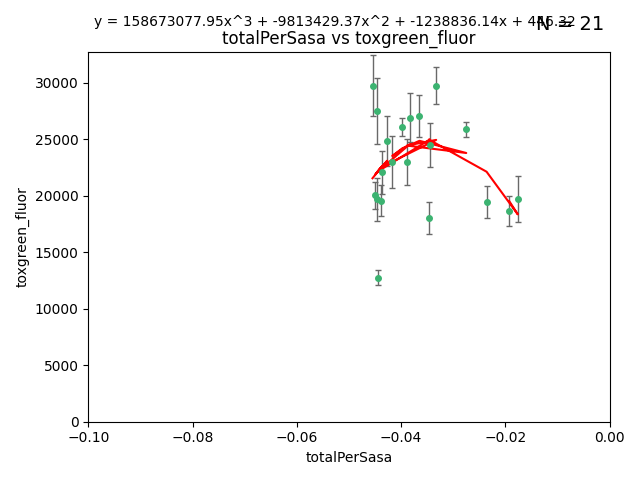 y = 158673077.95x^3 + -9813429.37x^2 + -1238836.14x +
N = 21
totalPerSasa vs toxgreen_fluor
30000
25000
20000
15000
10000
5000
0
toxgreen_fluor
−0.10
−0.08
−0.06
−0.04
−0.02
0.00
totalPerSasa